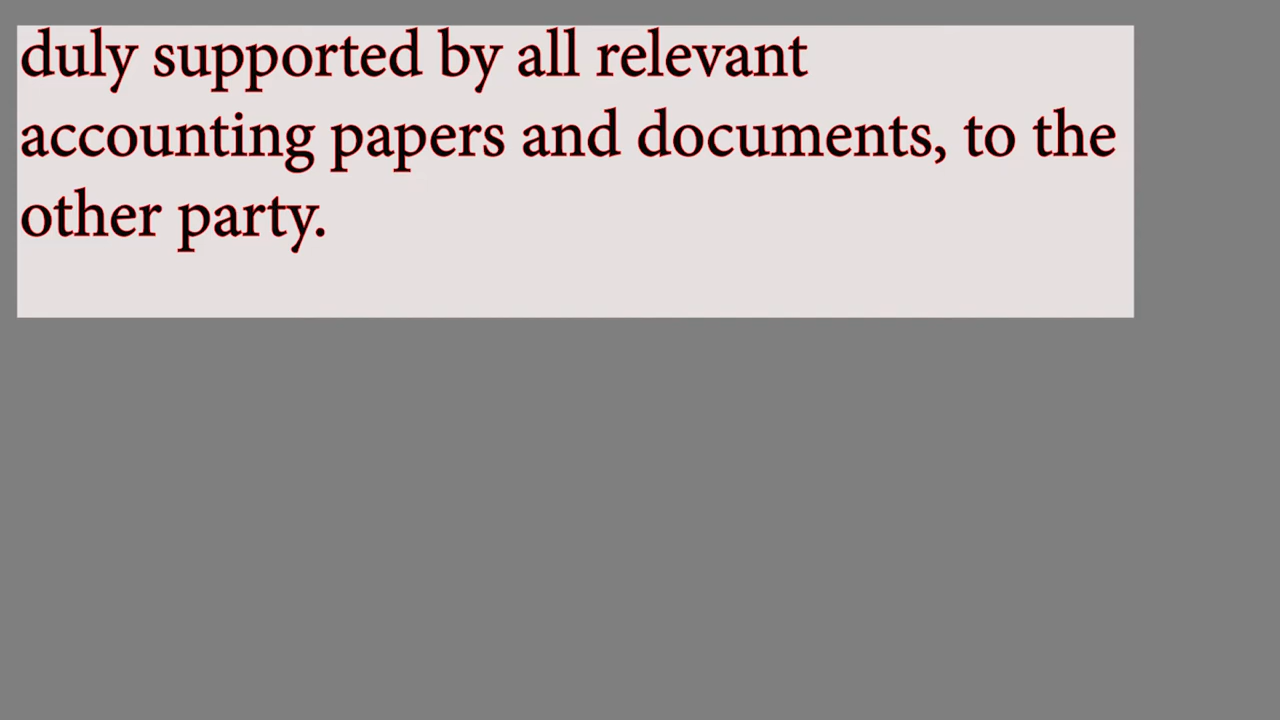 duly supported by all relevant
accounting papers and documents, to the
other party.